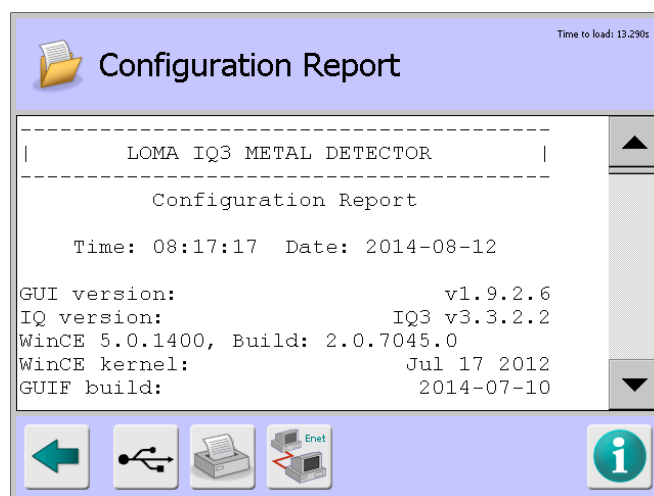 Time to load: 13.290s
Configuration Report
-----------------------------------------
| LOMA IQ3 METAL DETECTOR |
-----------------------------------------
Configuration Report
Time: 08:17:17 Date: 2014-08-12
GUI version: v1.9.2.6
IQ version: IQ3 v3.3.2.2
WinCE 5.0.1400, Build: 2.0.7045.0
WinCE kernel: Jul 17 2012
GUIF build: 2014-07-10
Enet
i